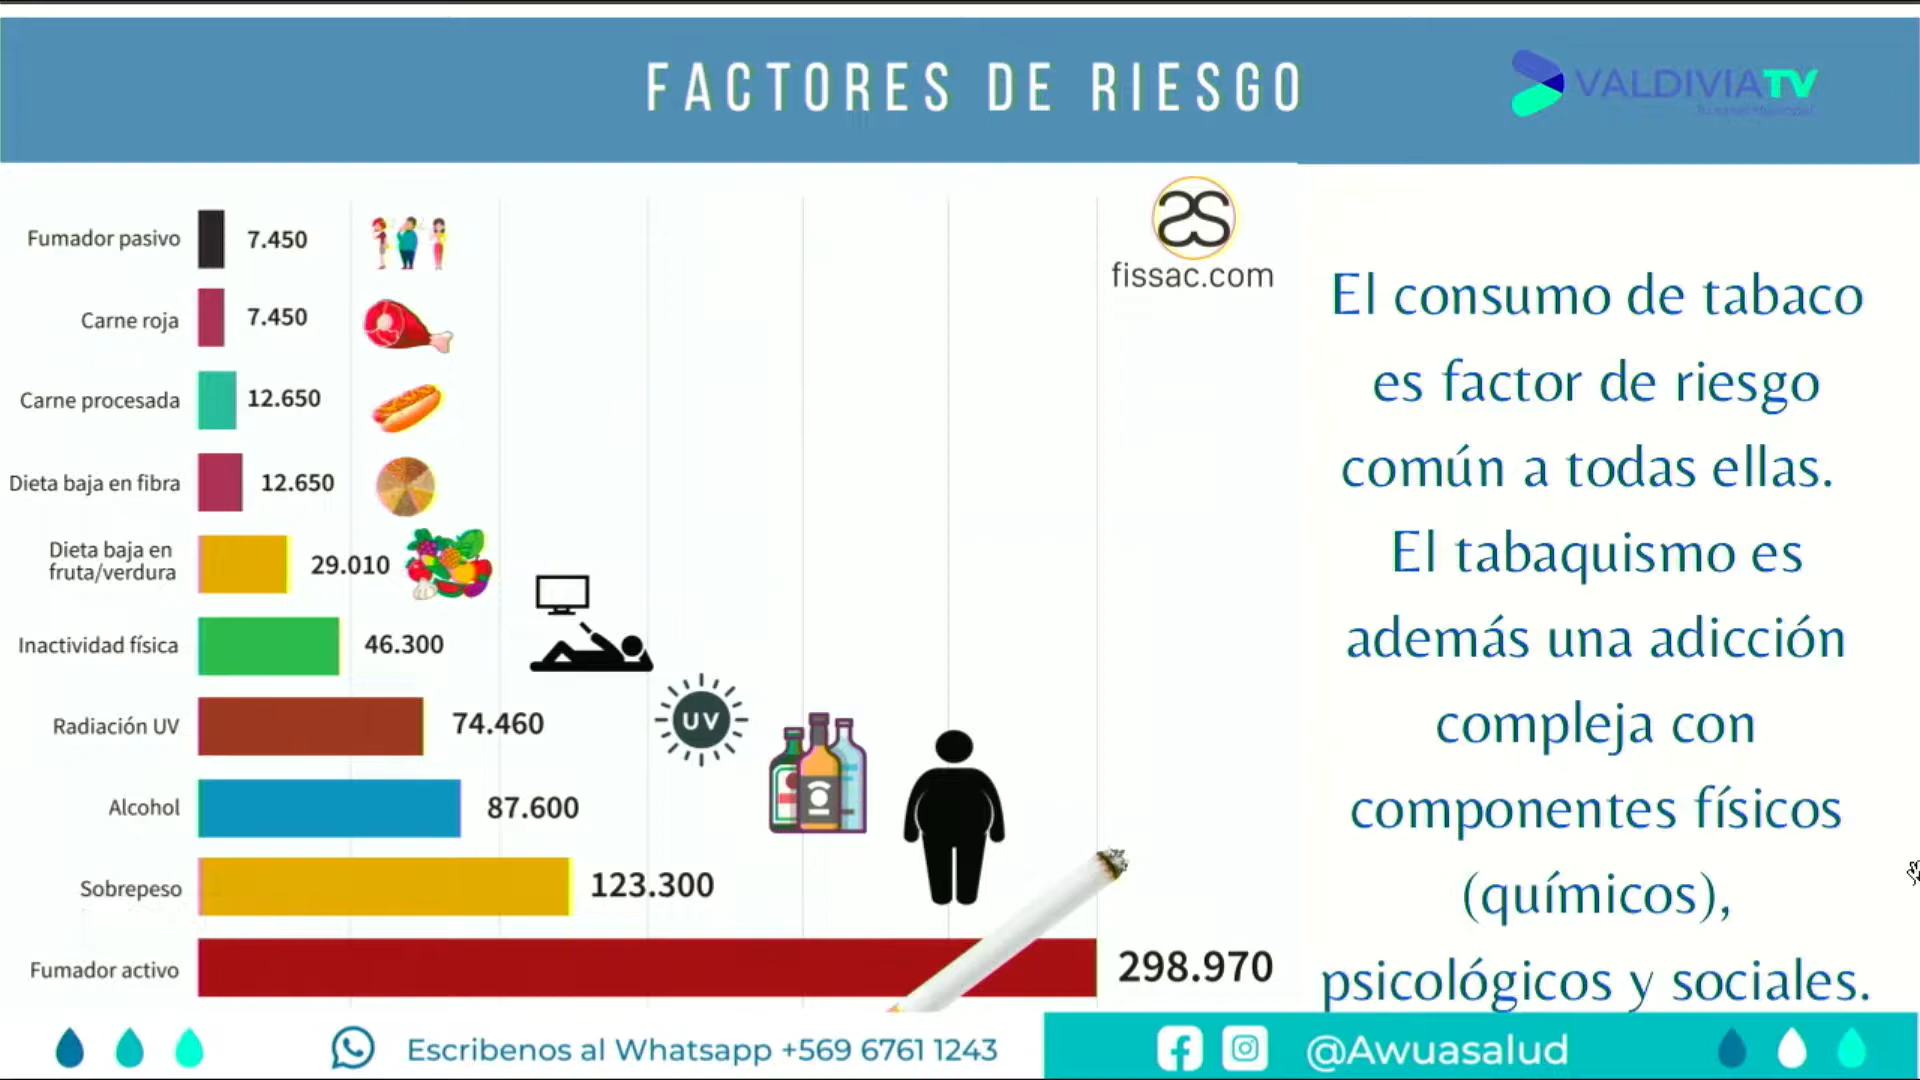 FACTORES DE RIESGO
VALDIVIATV
Tu canal municipal
fissac.com
Fumador pasivo 7.450
Carne roja 7.450
Carne procesada 12.650
Dieta baja en fibra 12.650
Dieta baja en
fruta/verdura 29.010
Inactividad física 46.300
Radiación UV 74.460
UV
Alcohol 87.600
Sobrepeso 123.300
Fumador activo 298.970
El consumo de tabaco
es factor de riesgo
común a todas ellas.
El tabaquismo es
además una adicción
compleja con
componentes físicos
(químicos),
psicológicos y sociales.
Escribenos al Whatsapp +569 6761 1243
@Awuasalud